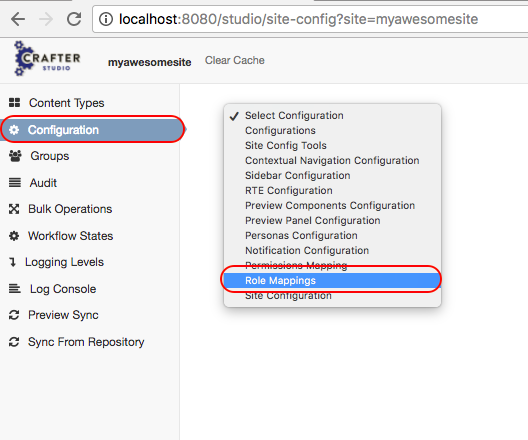 localhost:8080/studio/site-config?site=myawesomesite
CRAFTER
STUDIO
myawesomesite
Clear Cache
Content Types
Configuration
Groups
Audit
Bulk Operations
Workflow States
Logging Levels
Log Console
Preview Sync
Sync From Repository
Select Configuration
Configurations
Site Config Tools
Contextual Navigation Configuration
Sidebar Configuration
RTE Configuration
Preview Components Configuration
Preview Panel Configuration
Personas Configuration
Notification Configuration
Permissions Mapping
Role Mappings
Site Configuration